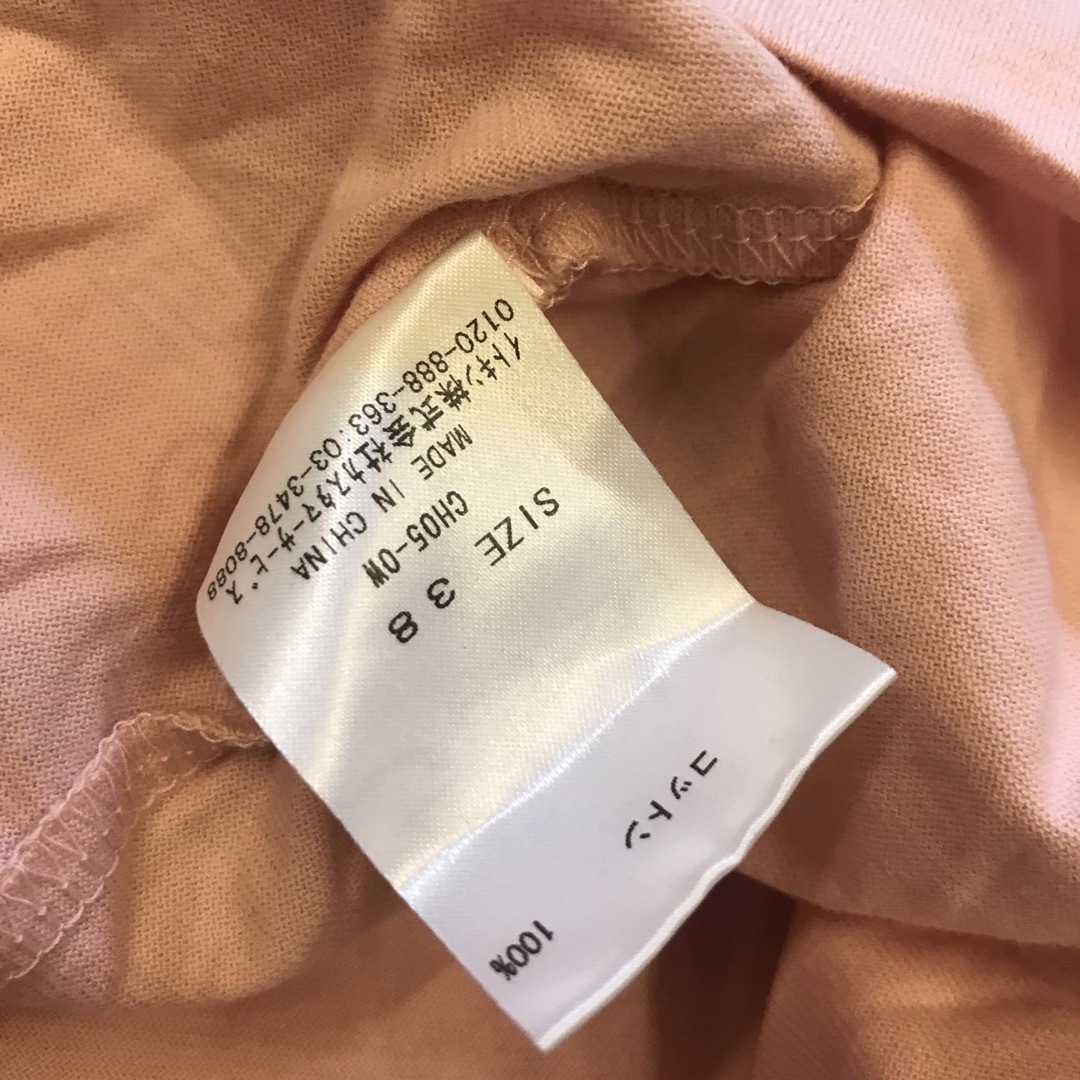 コットン
100%
SIZE 38
CH05-0W
MADE IN CHINA
イトキン株式会社カスタマーサービス
0120-888-363.03-3478-8088